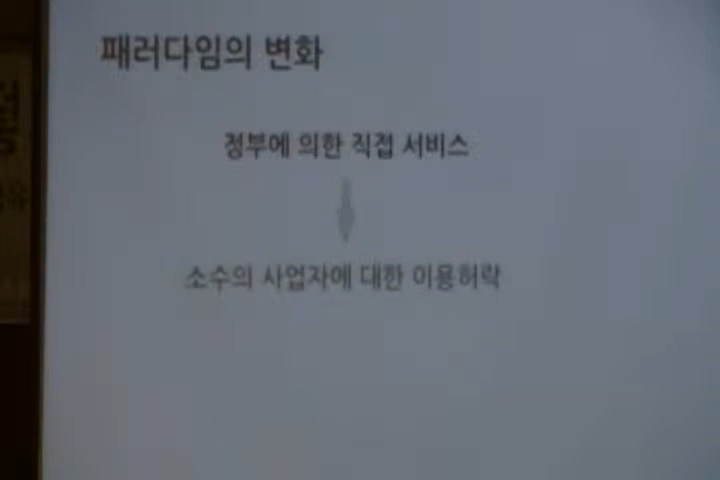 패러다임의 변화
정부에 의한 직접 서비스
소수의 사업자에 대한 이용허락